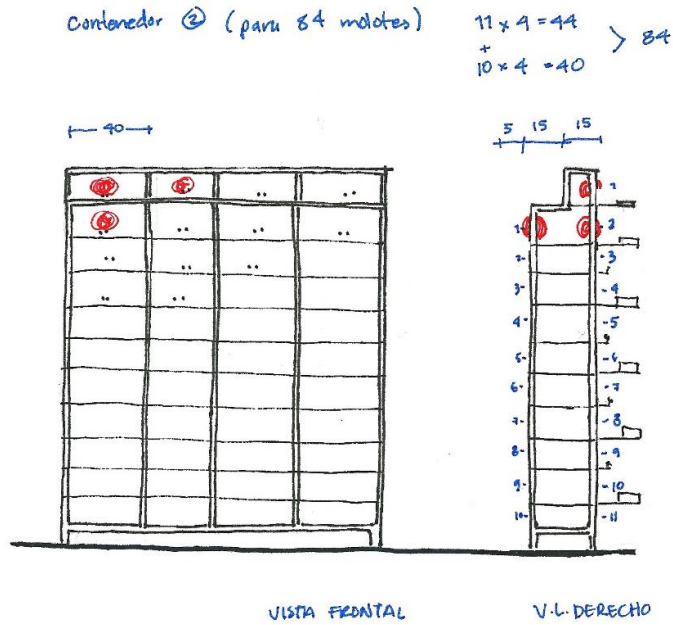 Contenedor ② (para 84 molotes)
11 x 4 = 44
+
10 x 4 = 40
> 84
40
5 15 15
1
1 2
2 3
3 4
4 5
5 6
6 7
7 8
8 9
9 10
10 11
VISTA FRONTAL
V.L. DERECHO